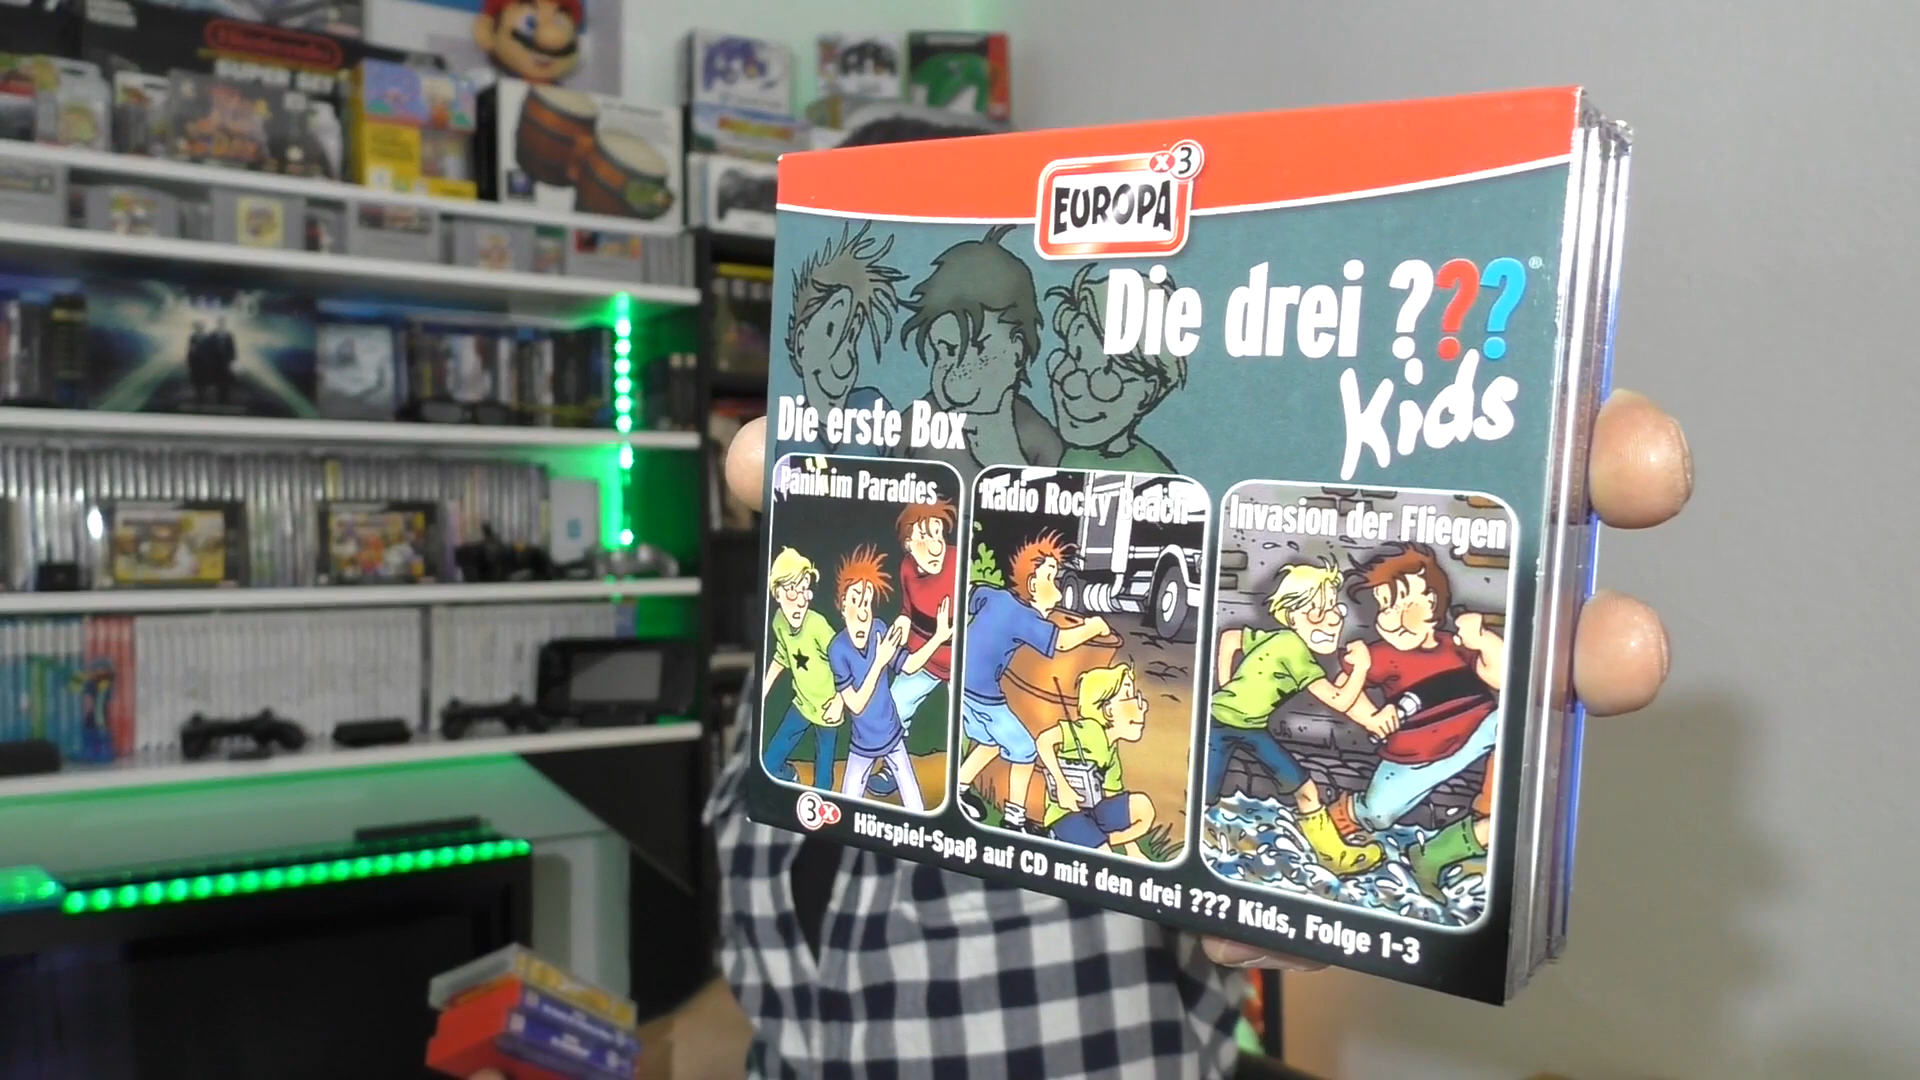 Nintendo
x3
EUROPA
Die drei ???®
Kids
Die erste Box
Panik im Paradies
Radio Rocky Beach
Invasion der Fliegen
3x
Hörspiel-Spaß auf CD mit den drei ??? Kids, Folge 1-3